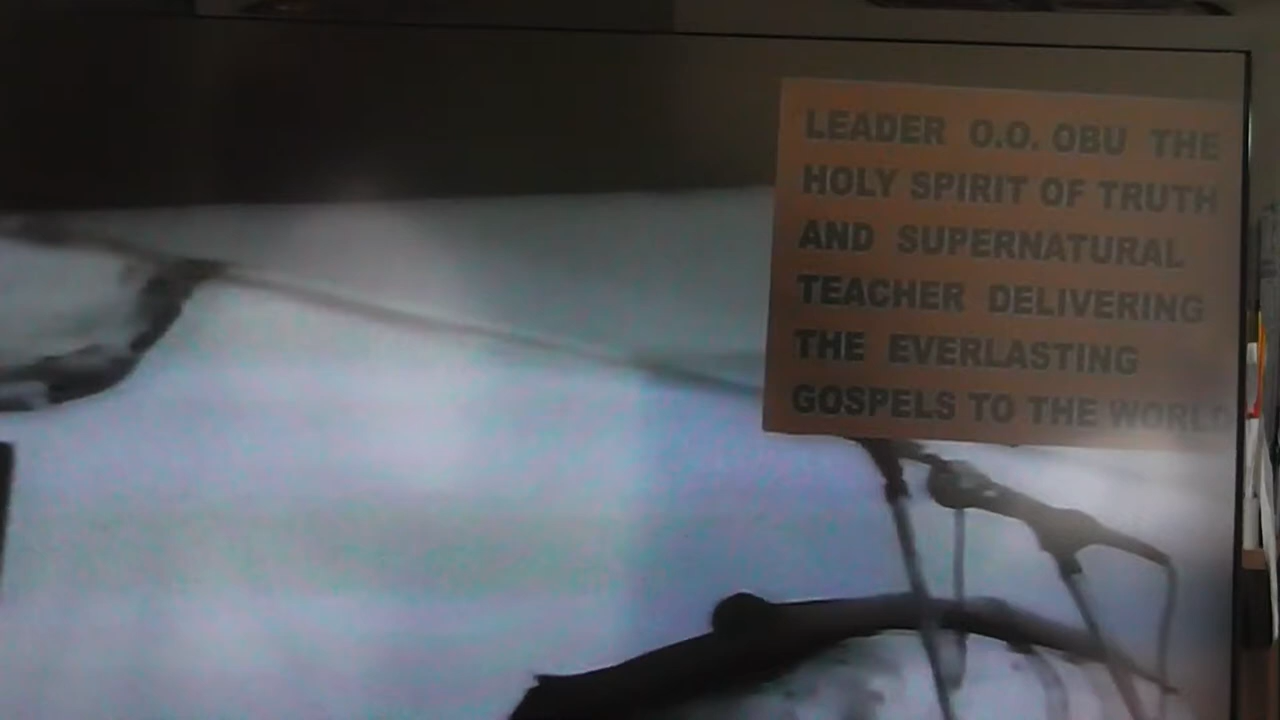 LEADER O.O. OBU THE
HOLY SPIRIT OF TRUTH
AND SUPERNATURAL
TEACHER DELIVERING
THE EVERLASTING
GOSPELS TO THE WORLD